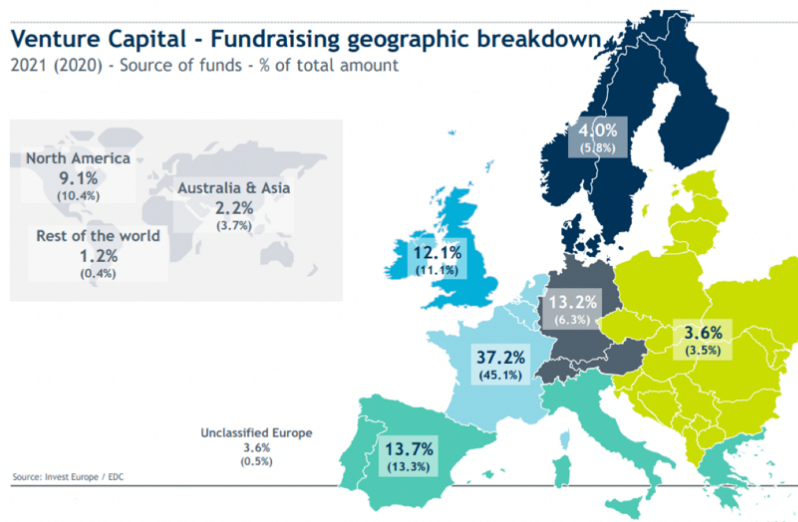 Venture Capital - Fundraising geographic breakdown
2021 (2020) - Source of funds - % of total amount
North America
9.1%
(10.4%)
Australia & Asia
2.2%
(3.7%)
Rest of the world
1.2%
(0.4%)
4.0%
(5.8%)
12.1%
(11.1%)
13.2%
(6.3%)
3.6%
(3.5%)
37.2%
(45.1%)
13.7%
(13.3%)
Unclassified Europe
3.6%
(0.5%)
Source: Invest Europe / EDC